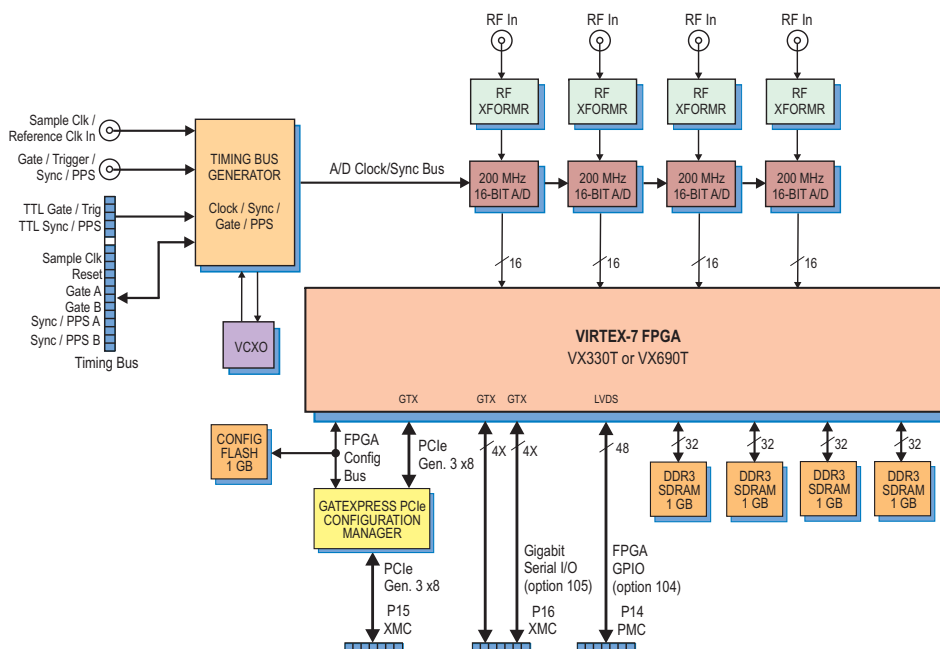 RF In
RF In
RF In
RF In
RF
XFORMR
RF
XFORMR
RF
XFORMR
RF
XFORMR
Sample Clk /
Reference Clk In
Gate / Trigger /
Sync / PPS
TTL Gate / Trig
TTL Sync / PPS
Sample Clk
Reset
Gate A
Gate B
Sync / PPS A
Sync / PPS B
Timing Bus
TIMING BUS
GENERATOR
Clock / Sync /
Gate / PPS
VCXO
A/D Clock/Sync Bus
200 MHz
16-BIT A/D
200 MHz
16-BIT A/D
200 MHz
16-BIT A/D
200 MHz
16-BIT A/D
16
16
16
16
VIRTEX-7 FPGA
VX330T or VX690T
GTX
GTX
GTX
LVDS
CONFIG
FLASH
1 GB
FPGA
Config
Bus
PCIe
Gen. 3 x8
4X
4X
48
32
32
32
32
DDR3
SDRAM
1 GB
DDR3
SDRAM
1 GB
DDR3
SDRAM
1 GB
DDR3
SDRAM
1 GB
GATEXPRESS PCIe
CONFIGURATION
MANAGER
PCIe
Gen. 3 x8
P15
XMC
Gigabit
Serial I/O
(option 105)
P16
XMC
FPGA
GPIO
(option 104)
P14
PMC